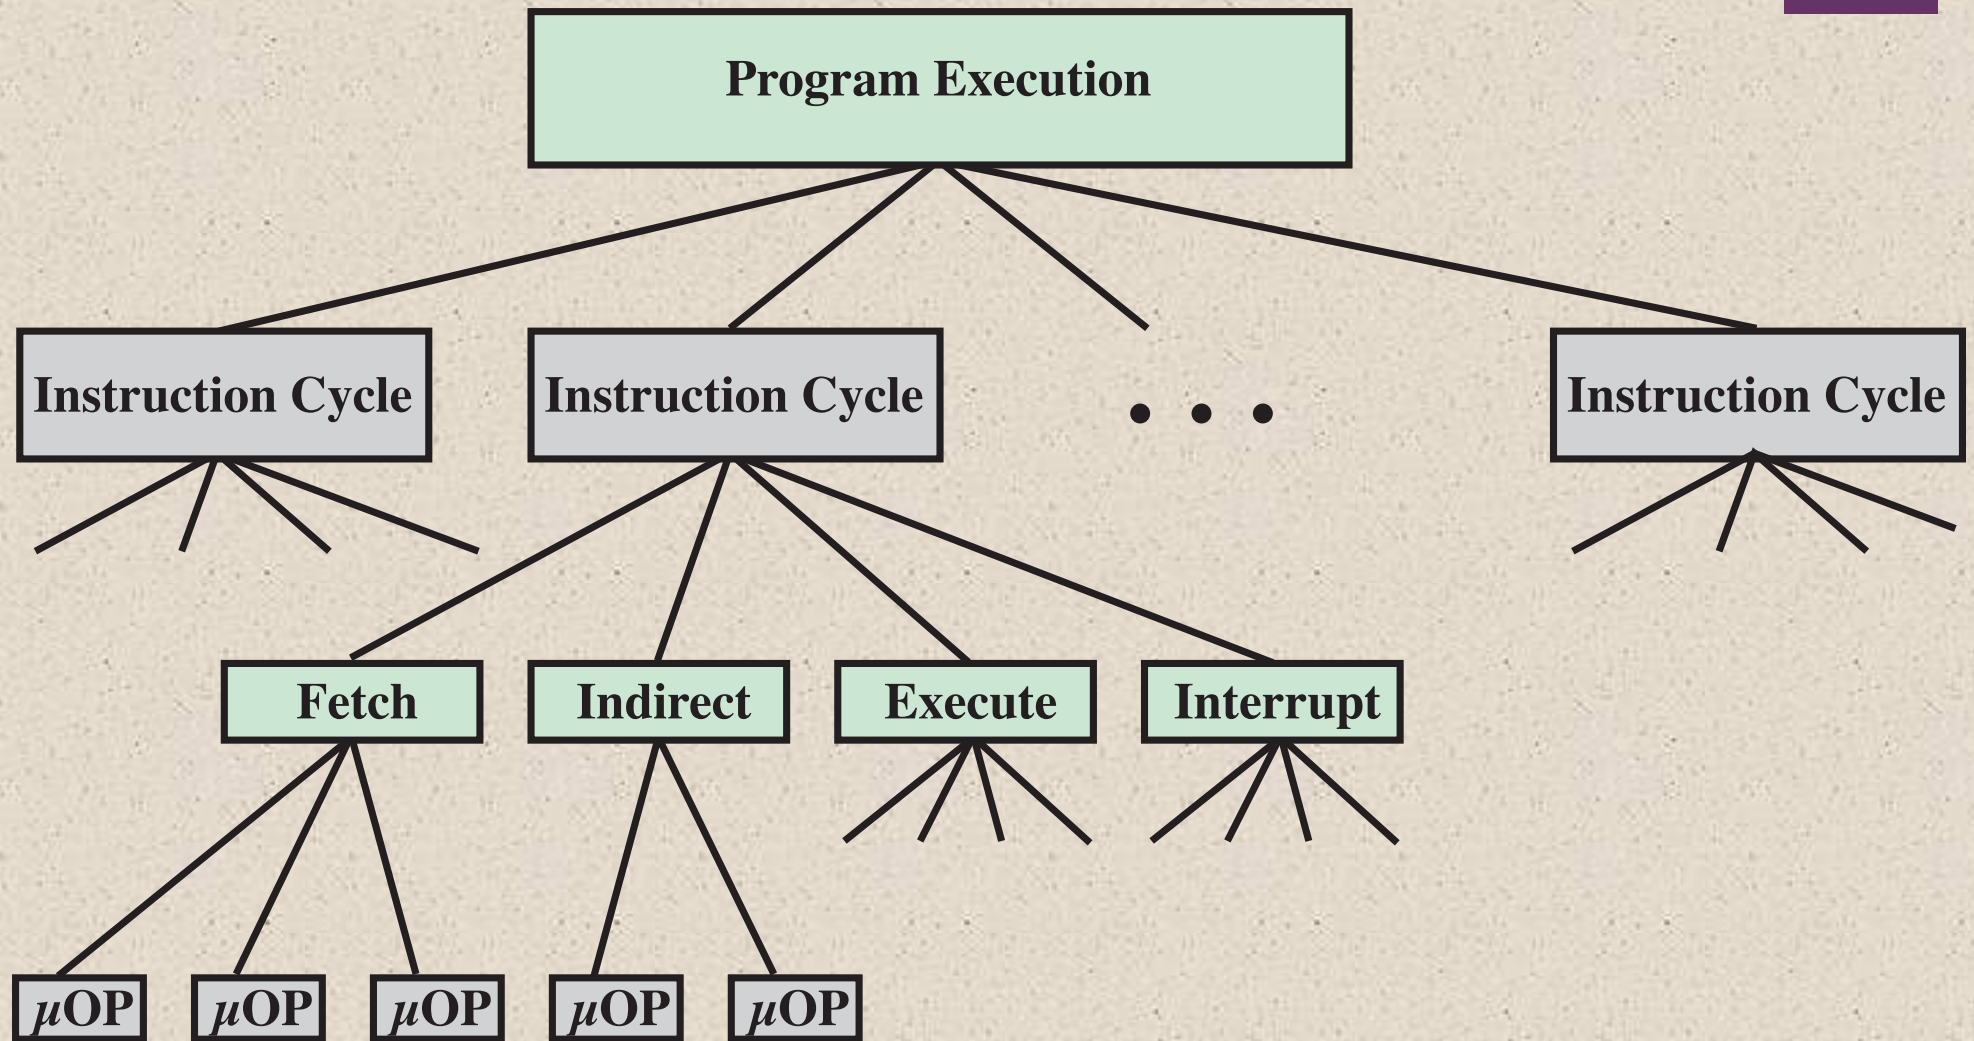 Program Execution
Instruction Cycle
Instruction Cycle
• • •
Instruction Cycle
Fetch
Indirect
Execute
Interrupt
µOP
µOP
µOP
µOP
µOP